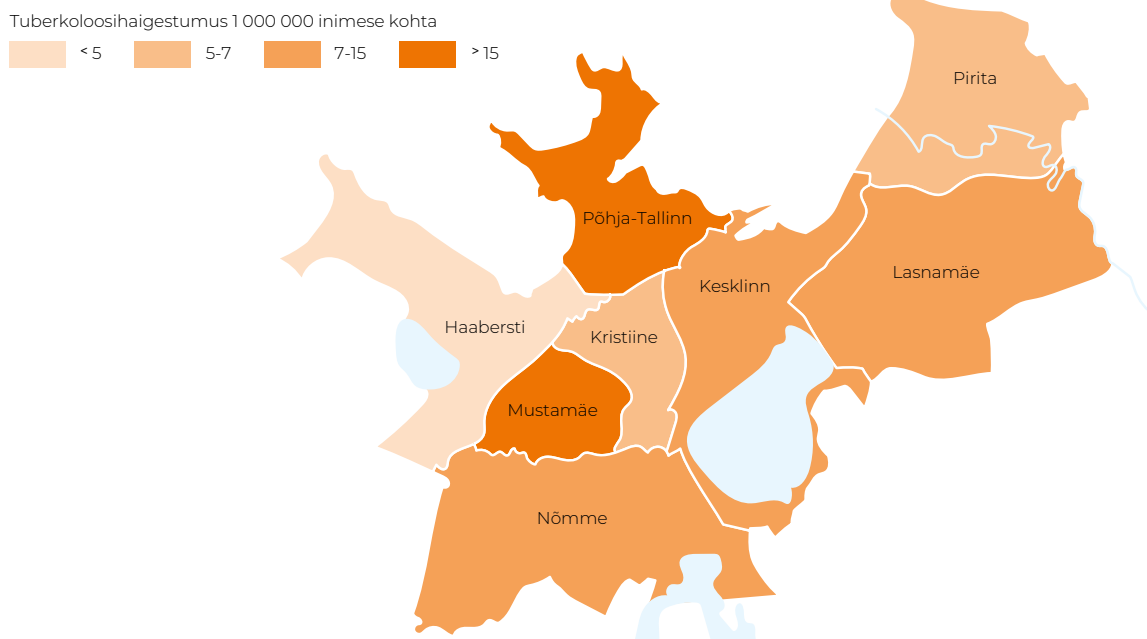 Tuberkoloosihaigestumus 1 000 000 inimese kohta
< 5 5-7 7-15 > 15
Pirita
Põhja-Tallinn
Lasnamäe
Kesklinn
Haabersti
Kristiine
Mustamäe
Nõmme